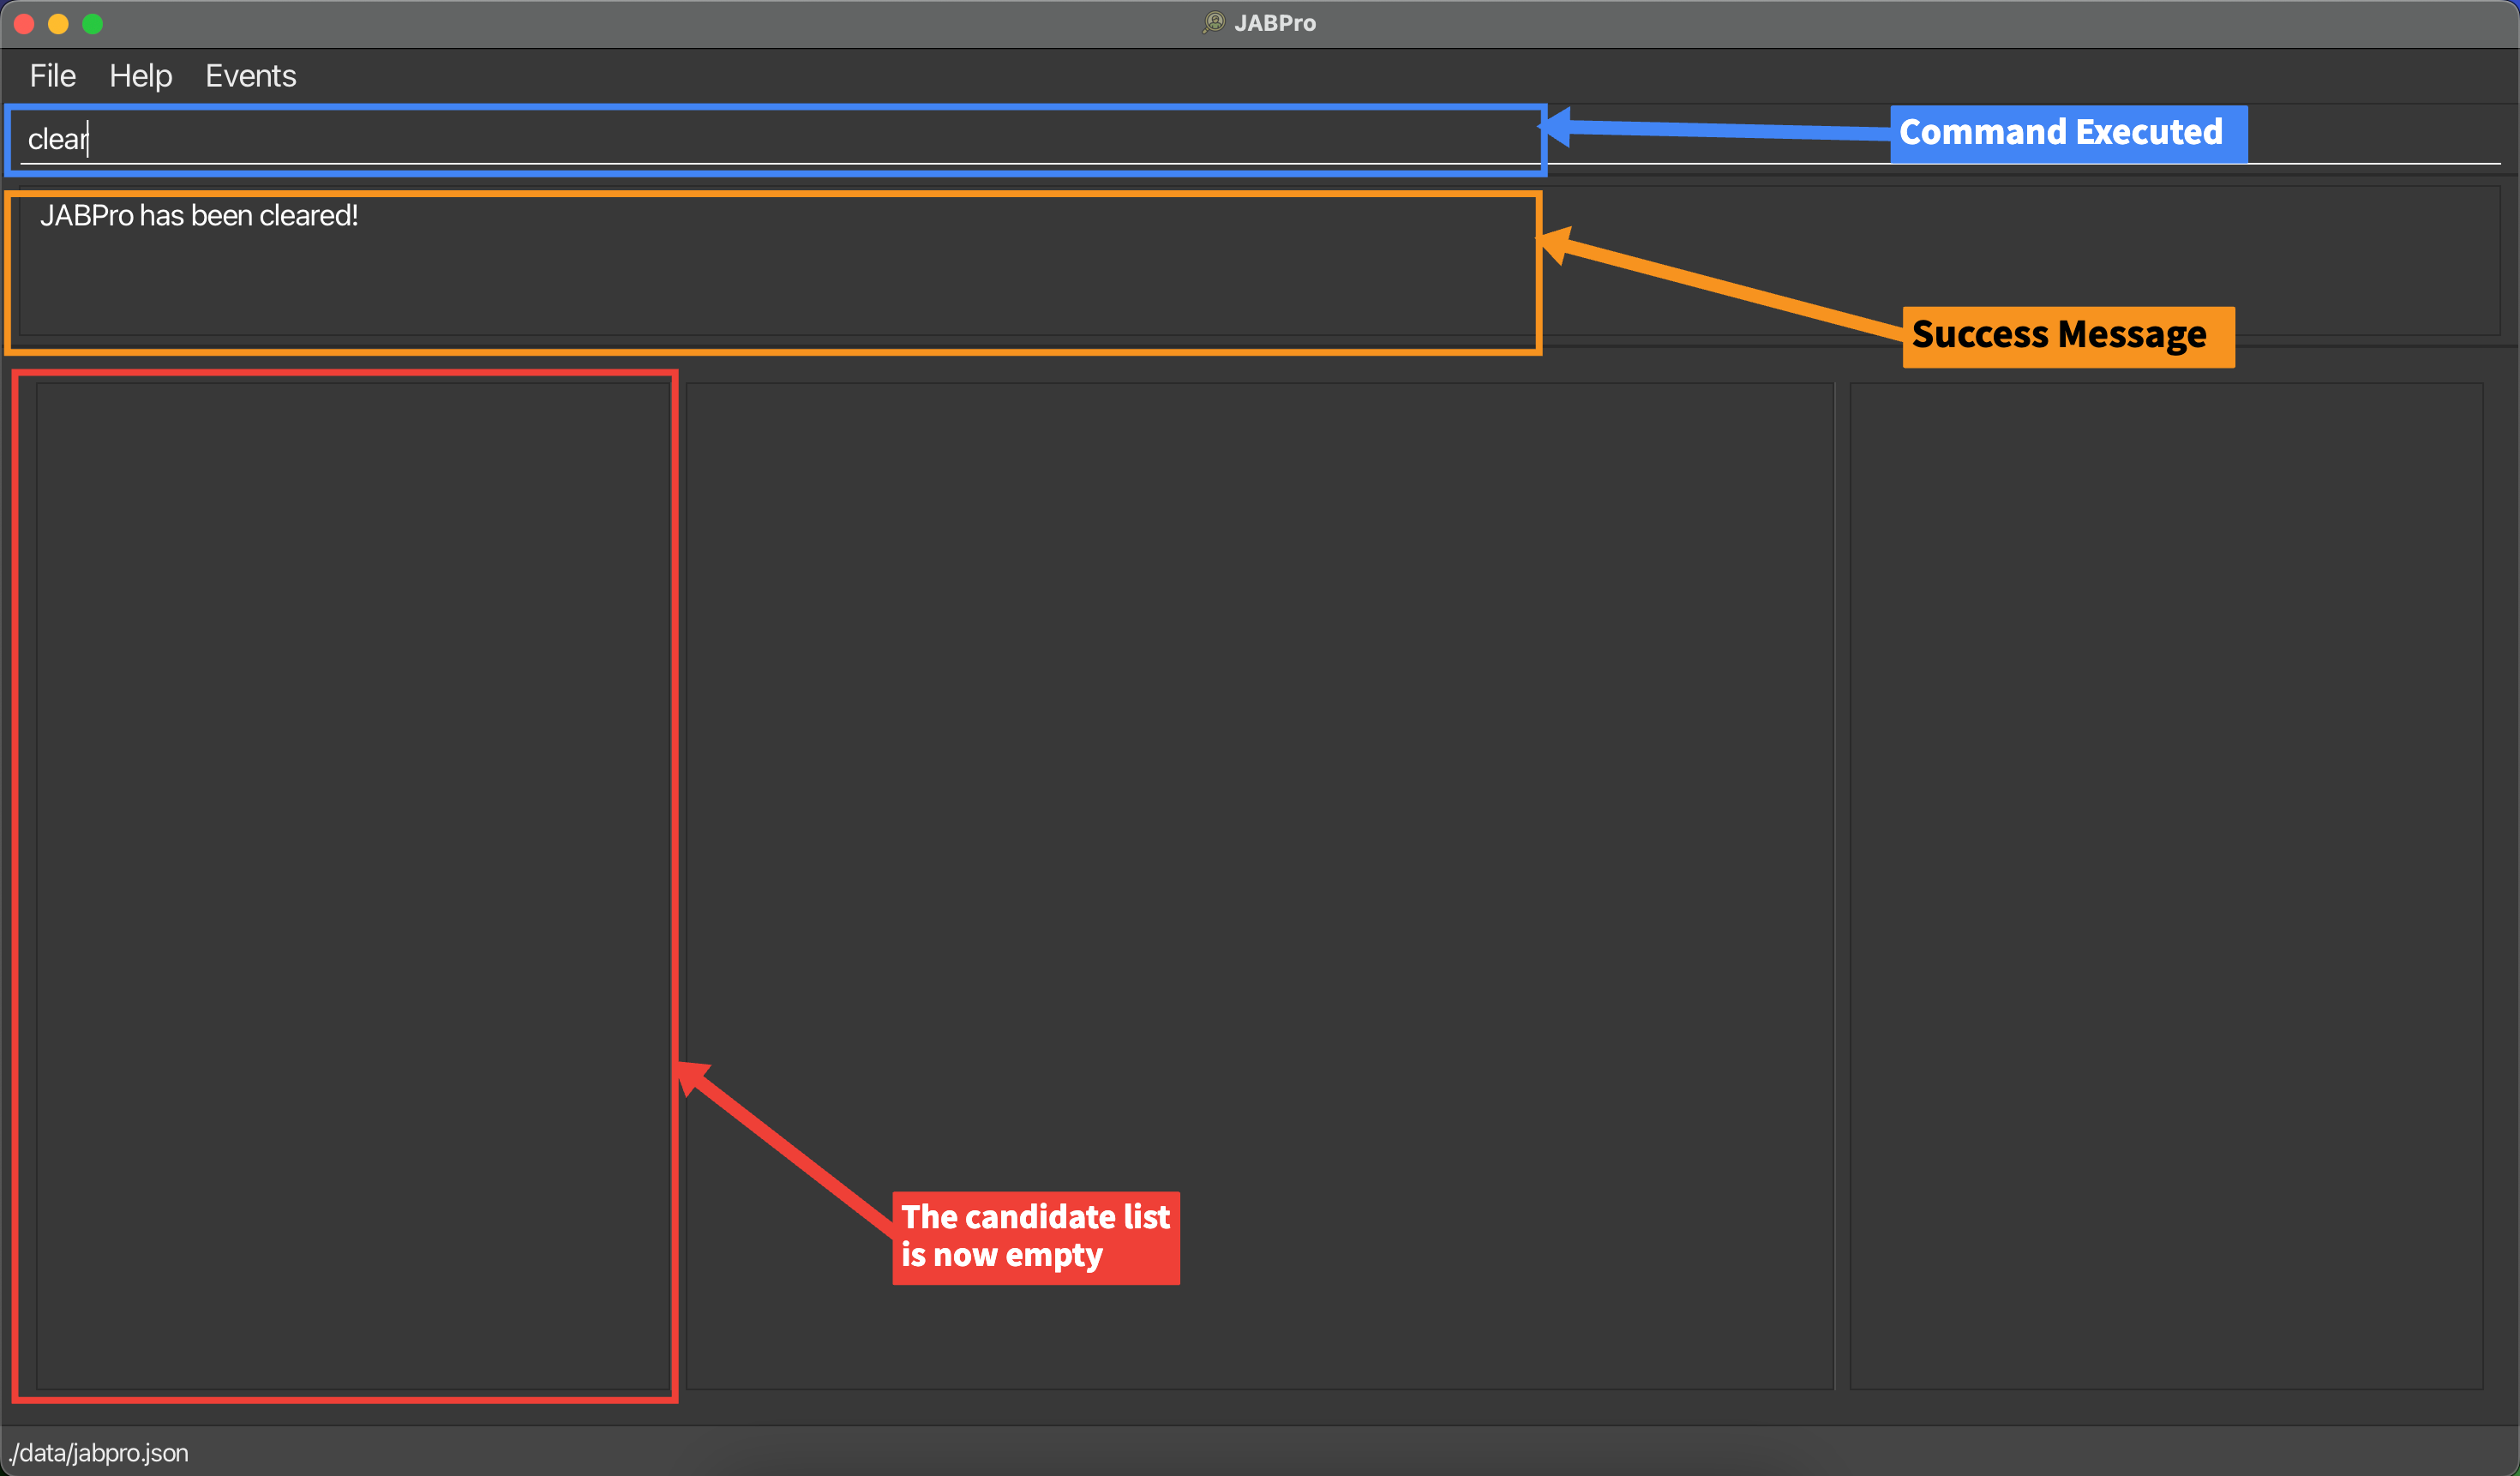 JABPro
File Help Events
clear
Command Executed
JABPro has been cleared!
Success Message
The candidate list
is now empty
./data/jabpro.json